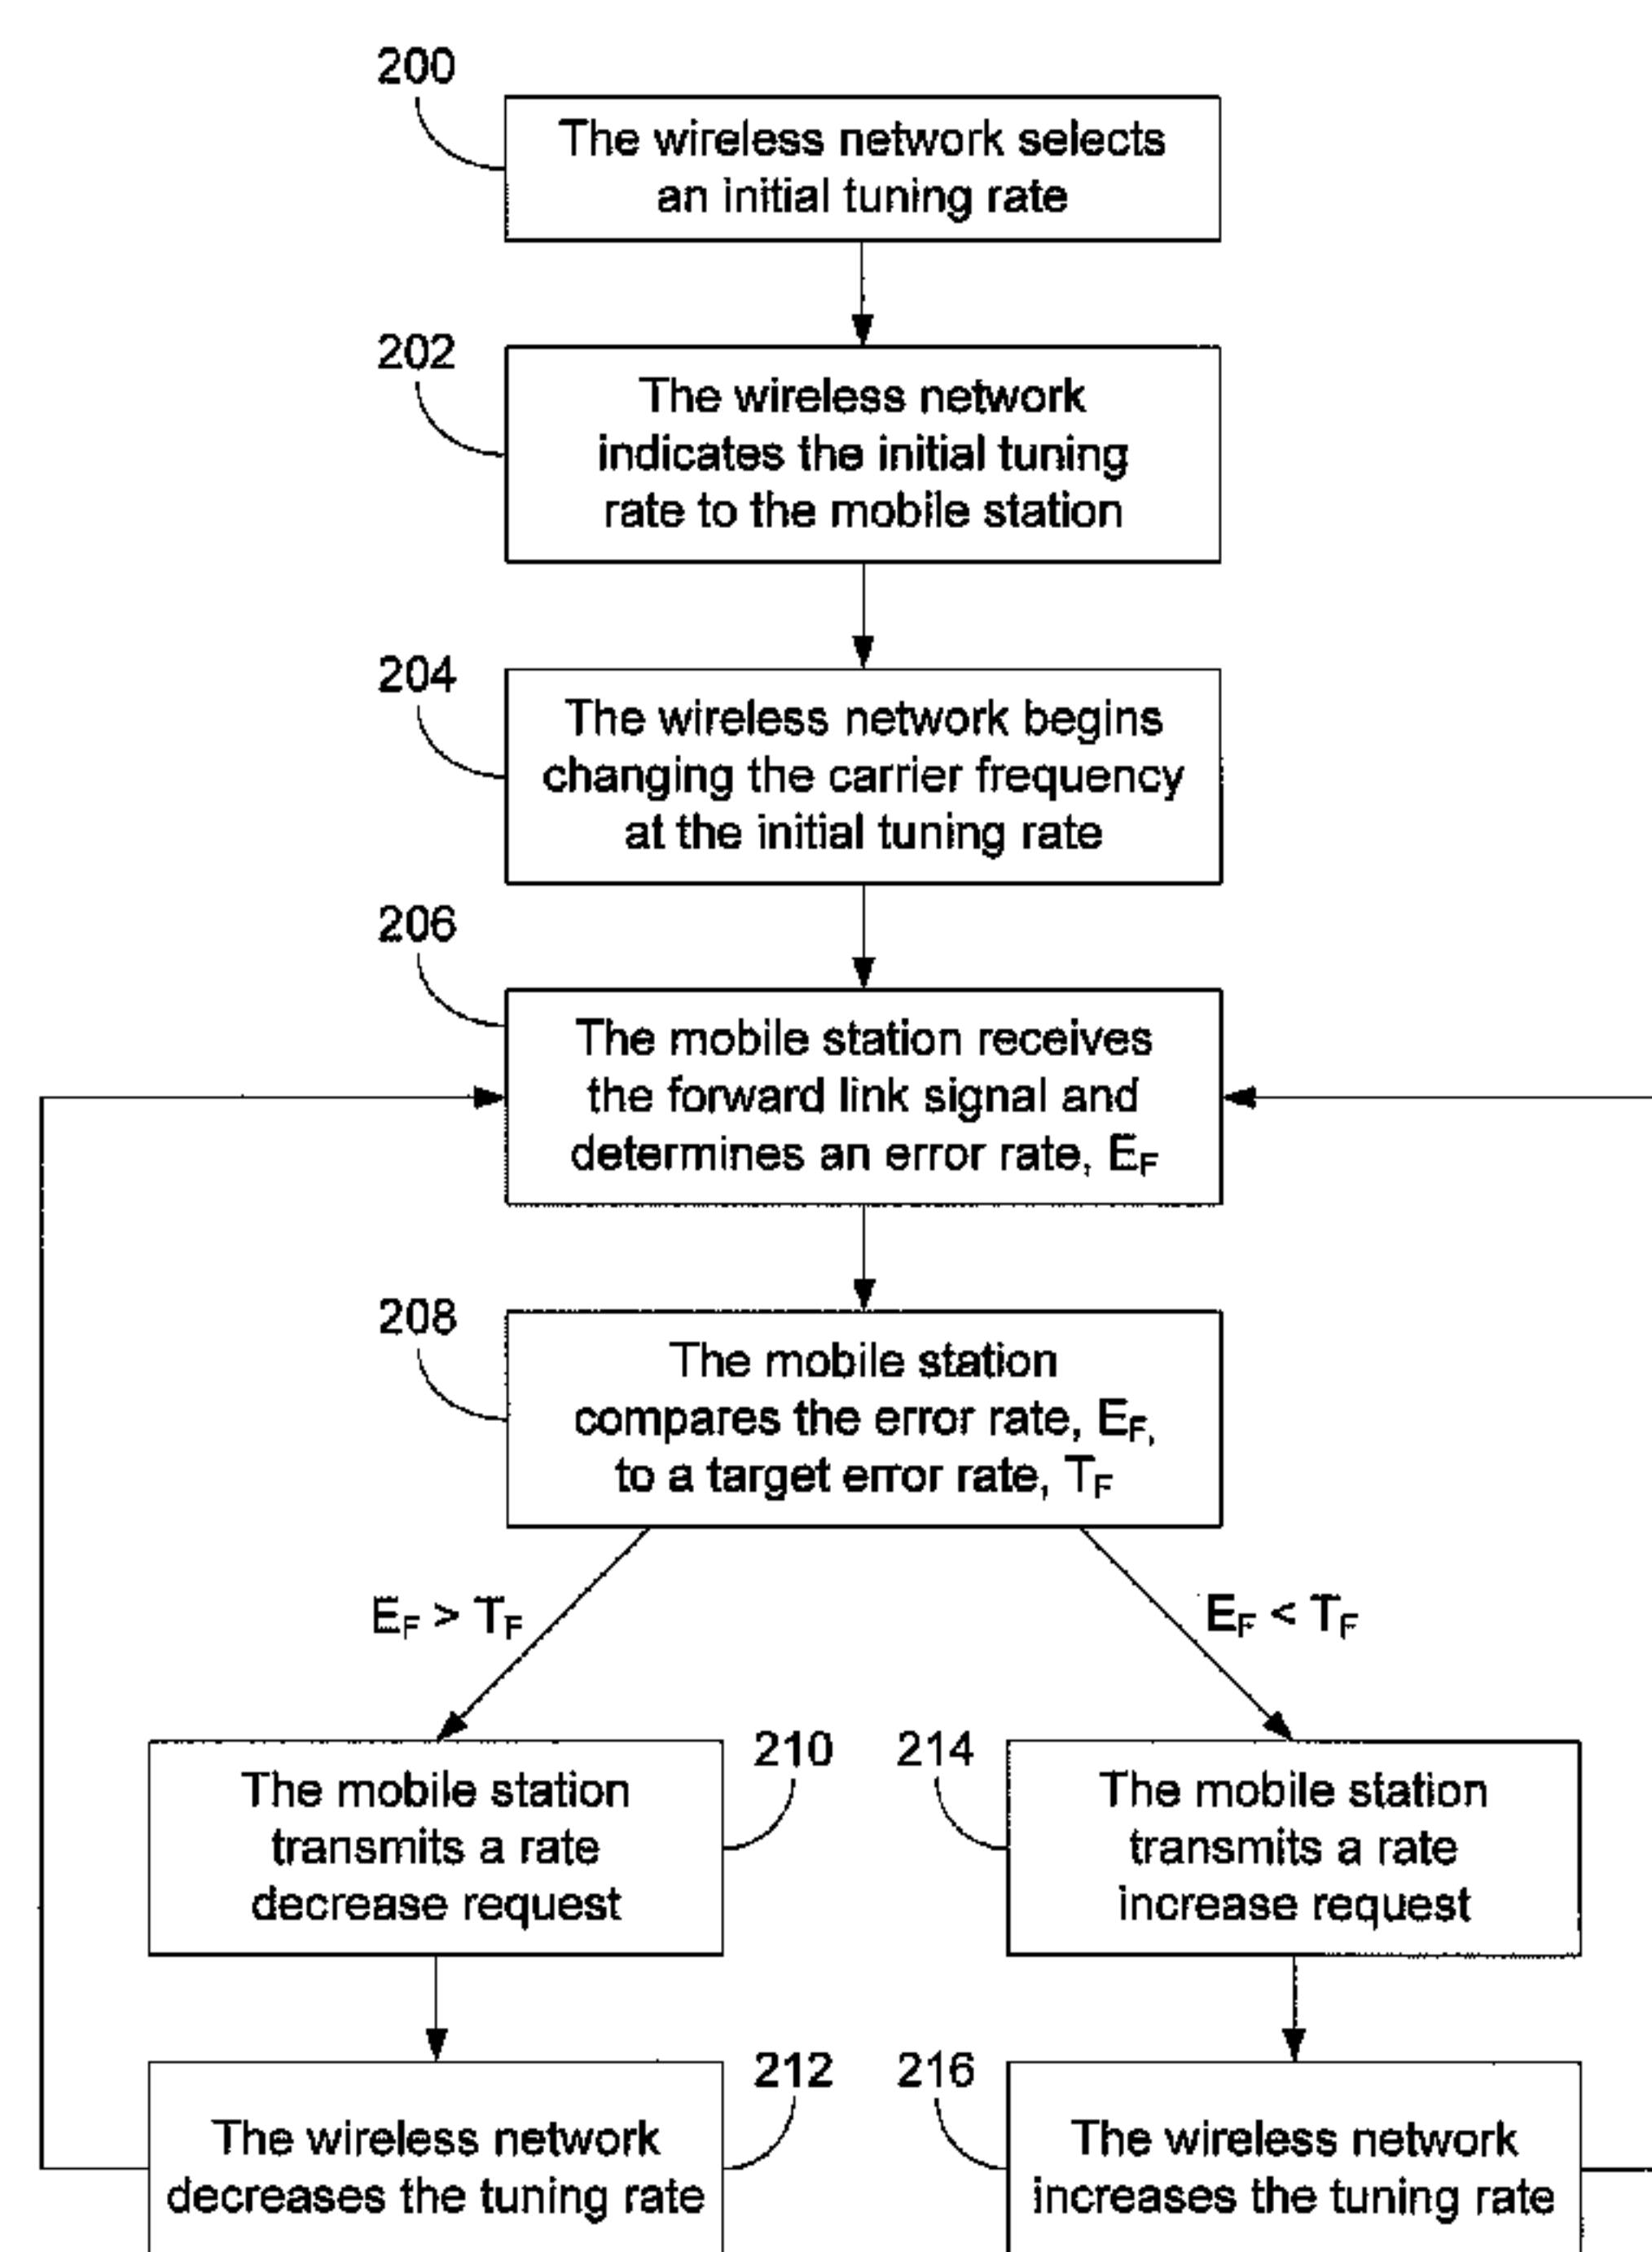 200
The wireless network selects
an initial tuning rate
202
The wireless network
indicates the initial tuning
rate to the mobile station
204
The wireless network begins
changing the carrier frequency
at the initial tuning rate
206
The mobile station receives
the forward link signal and
determines an error rate, EF
208
The mobile station
compares the error rate, EF,
to a target error rate, TF
EF > TF
EF < TF
210
The mobile station
transmits a rate
decrease request
214
The mobile station
transmits a rate
increase request
212
The wireless network
decreases the tuning rate
216
The wireless network
increases the tuning rate